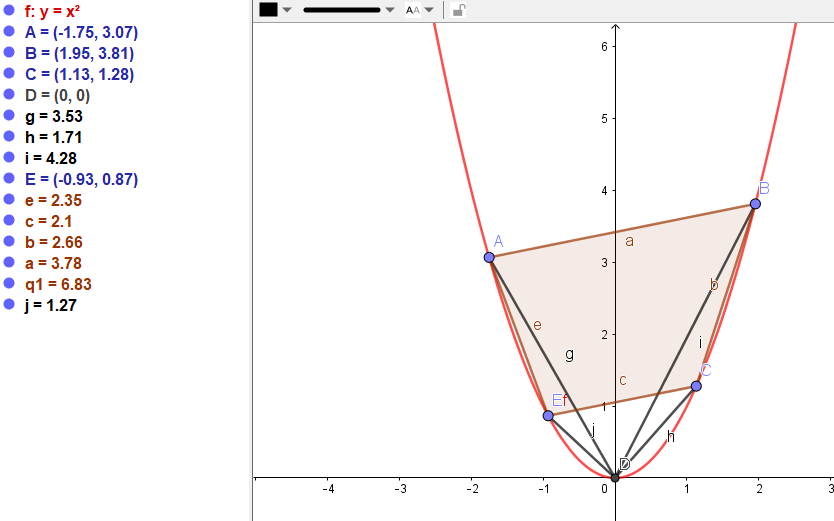 f: y = x²
A = (-1.75, 3.07)
B = (1.95, 3.81)
C = (1.13, 1.28)
D = (0, 0)
g = 3.53
h = 1.71
i = 4.28
E = (-0.93, 0.87)
e = 2.35
c = 2.1
b = 2.66
a = 3.78
q1 = 6.83
j = 1.27
AA
6
5
4
B
A
a
3
b
e
2
i
g
C
c
E f
1
j
h
D
-4 -3 -2 -1 0 1 2 3